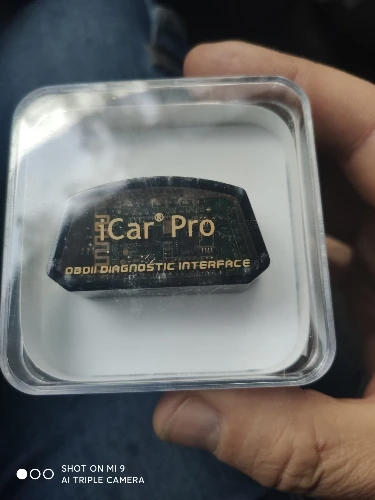 iCar® Pro
OBDII DIAGNOSTIC INTERFACE
SHOT ON MI 9
AI TRIPLE CAMERA